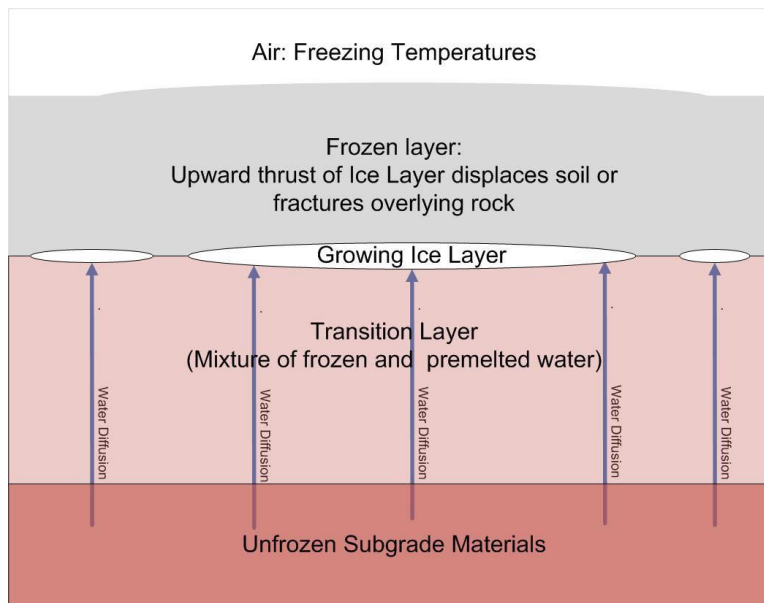 Air: Freezing Temperatures
Frozen layer:
Upward thrust of Ice Layer displaces soil or
fractures overlying rock
Growing Ice Layer
Transition Layer
(Mixture of frozen and premelted water)
Water Diffusion
Water Diffusion
Water Diffusion
Water Diffusion
Water Diffusion
Unfrozen Subgrade Materials